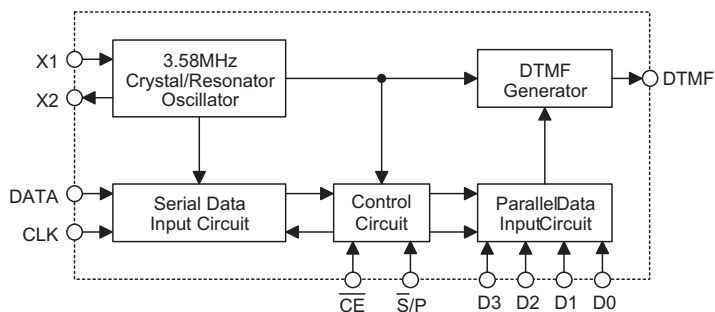 X1
X2
3.58MHz
Crystal/Resonator
Oscillator
DTMF
Generator
DTMF
DATA
CLK
Serial Data
Input Circuit
Control
Circuit
ParallelData
InputCircuit
C̅E̅
S̅/P
D3
D2
D1
D0